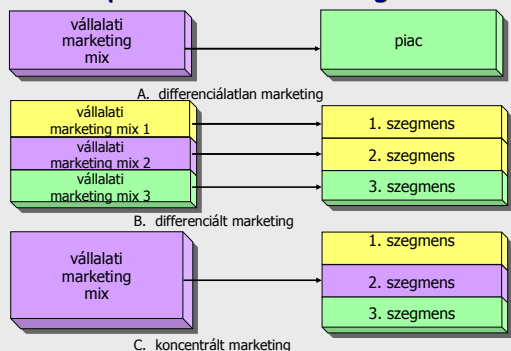 vállalati
marketing
mix
piac
A. differenciálatlan marketing
vállalati
marketing mix 1
vállalati
marketing mix 2
vállalati
marketing mix 3
1. szegmens
2. szegmens
3. szegmens
B. differenciált marketing
vállalati
marketing
mix
1. szegmens
2. szegmens
3. szegmens
C. koncentrált marketing